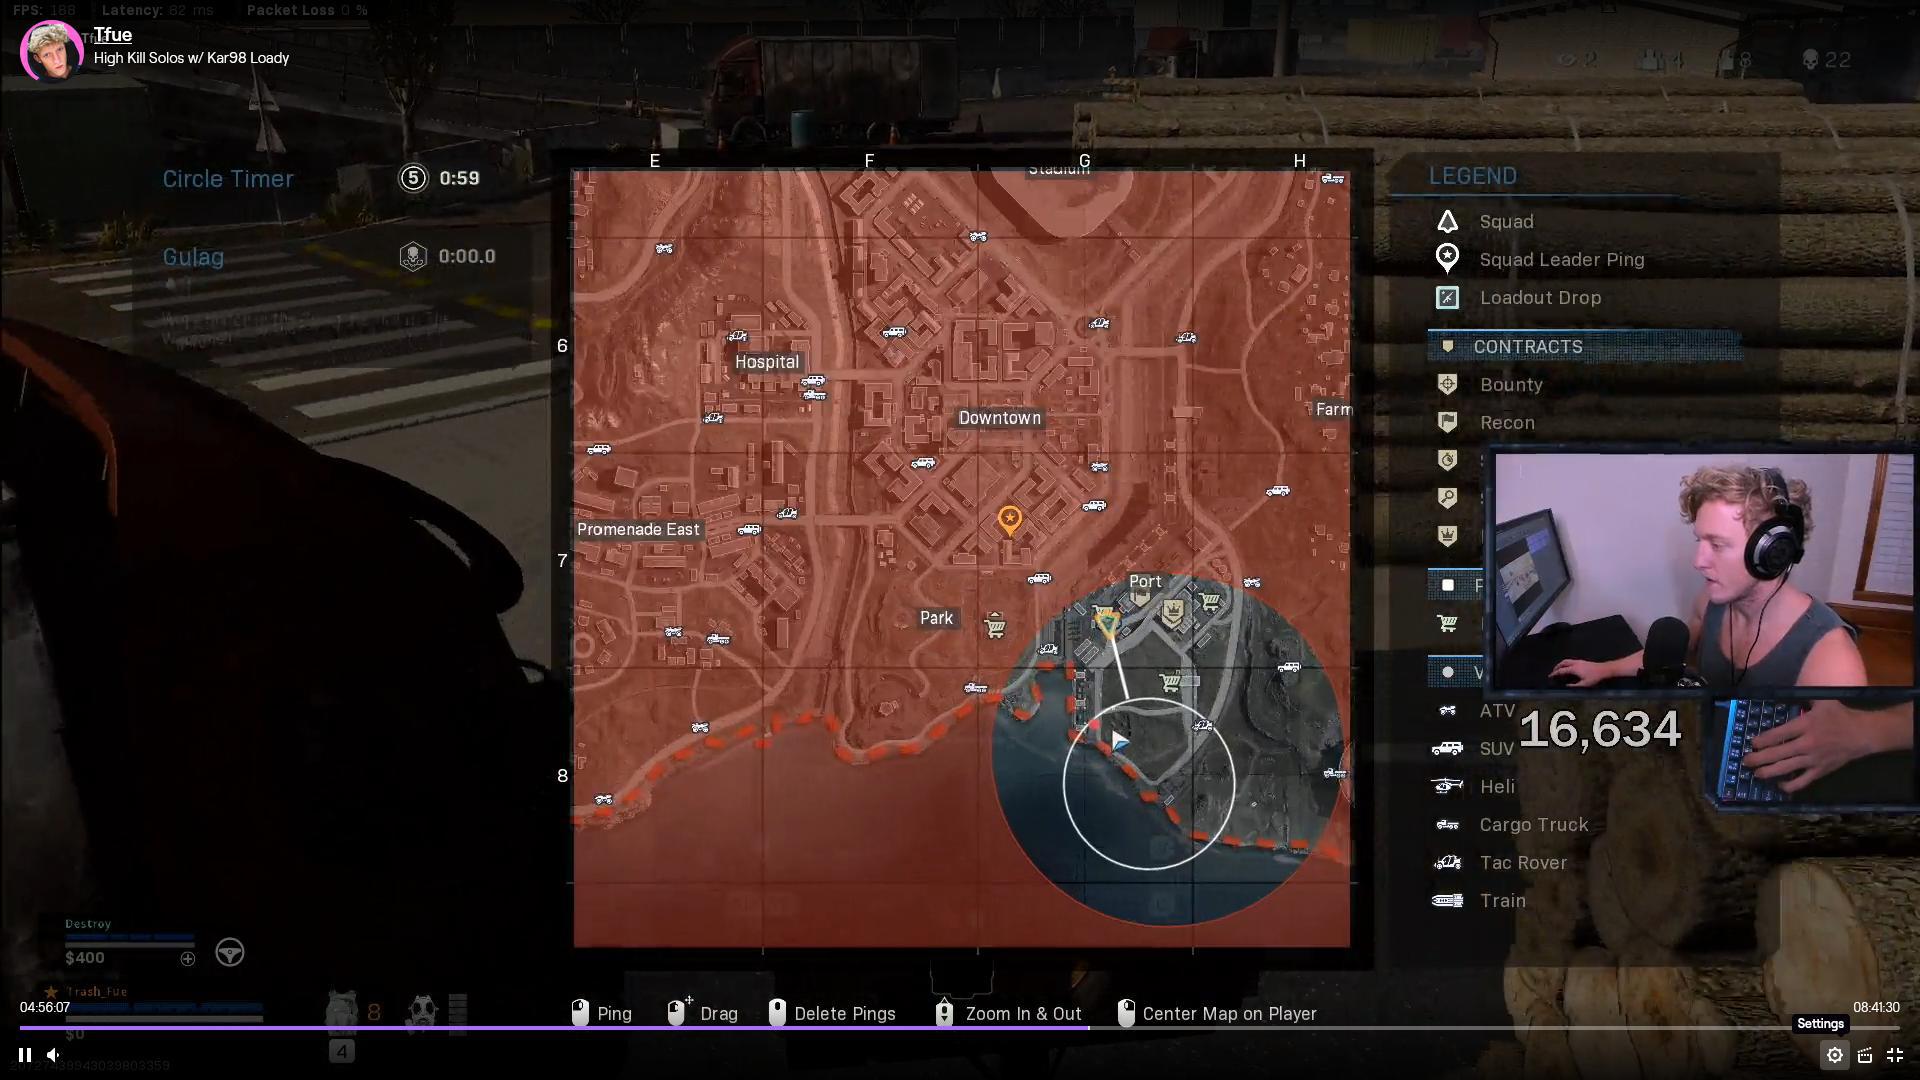 FPS: 188 Latency: 82 ms Packet Loss 0 %
Tfue
High Kill Solos w/ Kar98 Loady
2 4 8 22
Circle Timer 5 0:59
Gulag 0:00.0
E F G H
6
7
8
Stadium
Hospital
Downtown
Farm
Promenade East
Port
Park
LEGEND
Squad
Squad Leader Ping
Loadout Drop
CONTRACTS
Bounty
Recon
ATV
SUV
Heli
Cargo Truck
Tac Rover
Train
16,634
Destroy
$400
Trash_Fue
$0
8
4
Ping Drag Delete Pings Zoom In & Out Center Map on Player
04:56:07
08:41:30
Settings